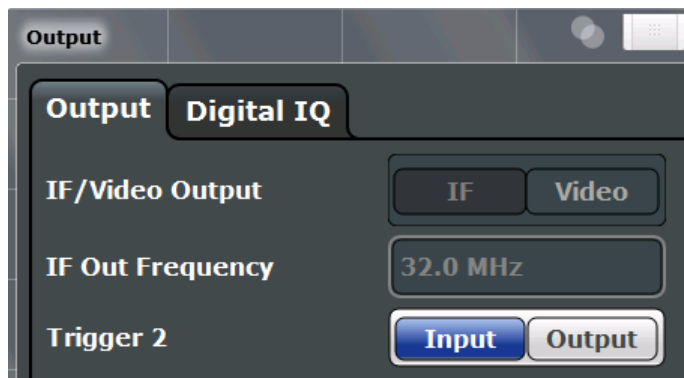 Output
Output Digital IQ
IF/Video Output IF Video
IF Out Frequency 32.0 MHz
Trigger 2 Input Output